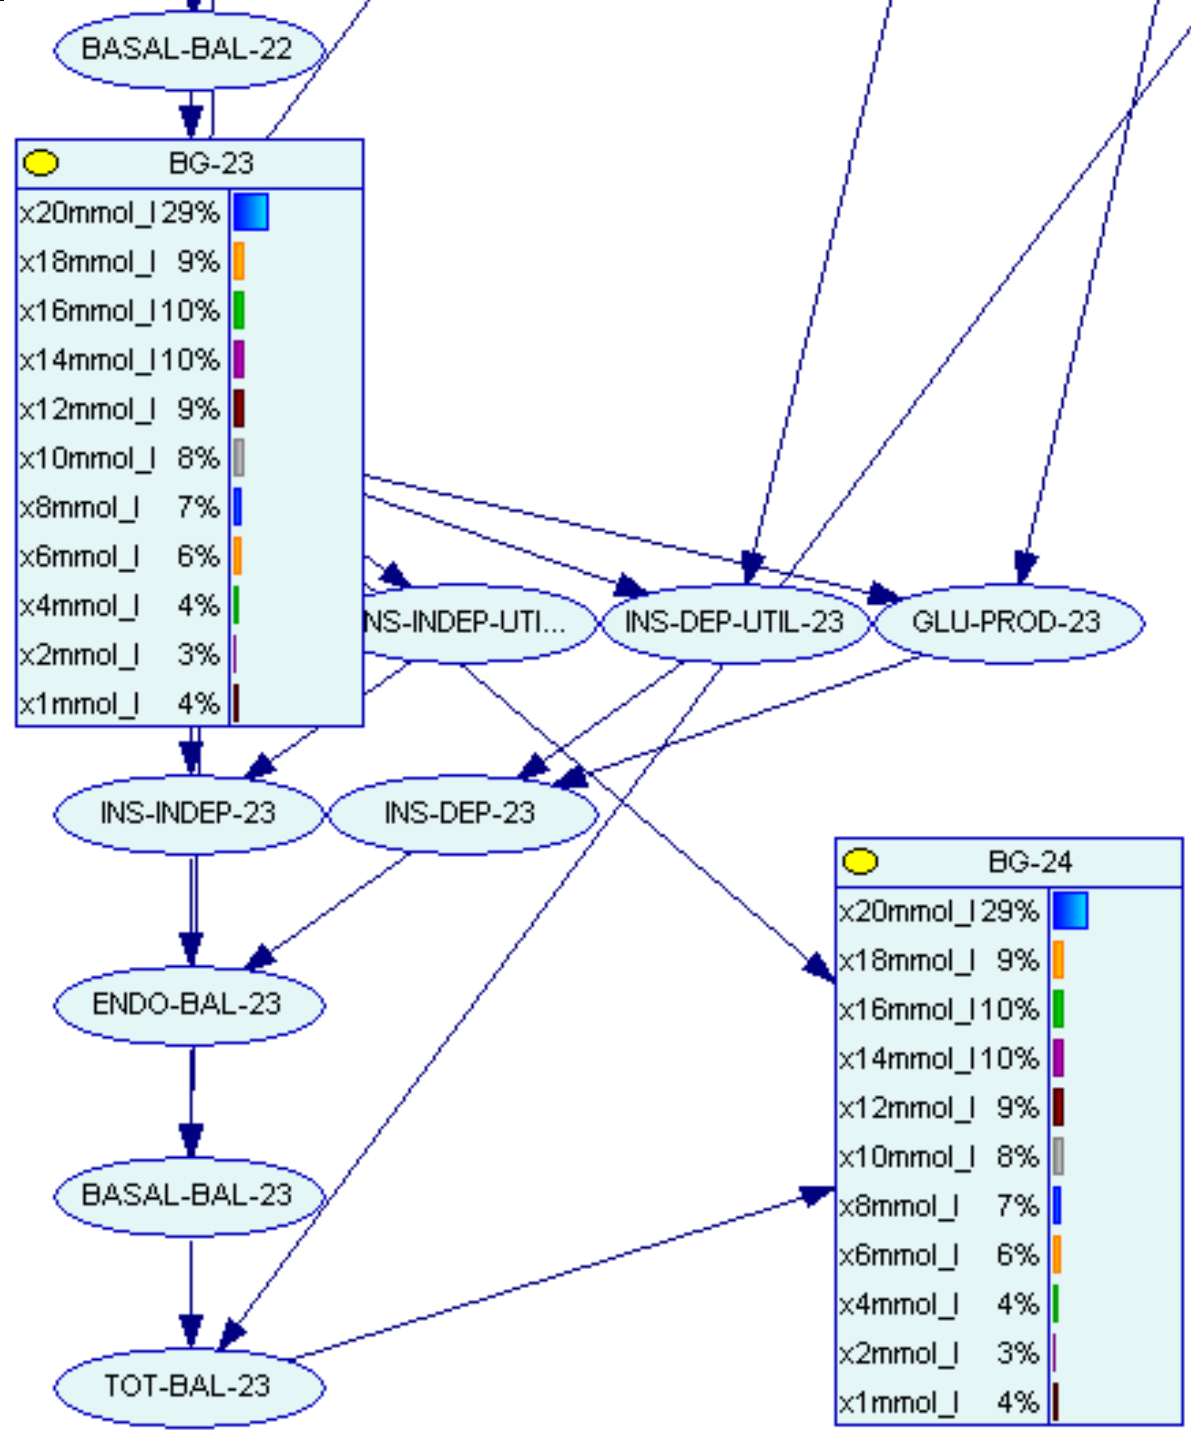 BASAL-BAL-22
BG-23
x20mmol_l 29%
x18mmol_l 9%
x16mmol_l 10%
x14mmol_l 10%
x12mmol_l 9%
x10mmol_l 8%
x8mmol_l 7%
x6mmol_l 6%
x4mmol_l 4%
x2mmol_l 3%
x1mmol_l 4%
NS-INDEP-UTI...
INS-DEP-UTIL-23
GLU-PROD-23
INS-INDEP-23
INS-DEP-23
ENDO-BAL-23
BASAL-BAL-23
TOT-BAL-23
BG-24
x20mmol_l 29%
x18mmol_l 9%
x16mmol_l 10%
x14mmol_l 10%
x12mmol_l 9%
x10mmol_l 8%
x8mmol_l 7%
x6mmol_l 6%
x4mmol_l 4%
x2mmol_l 3%
x1mmol_l 4%